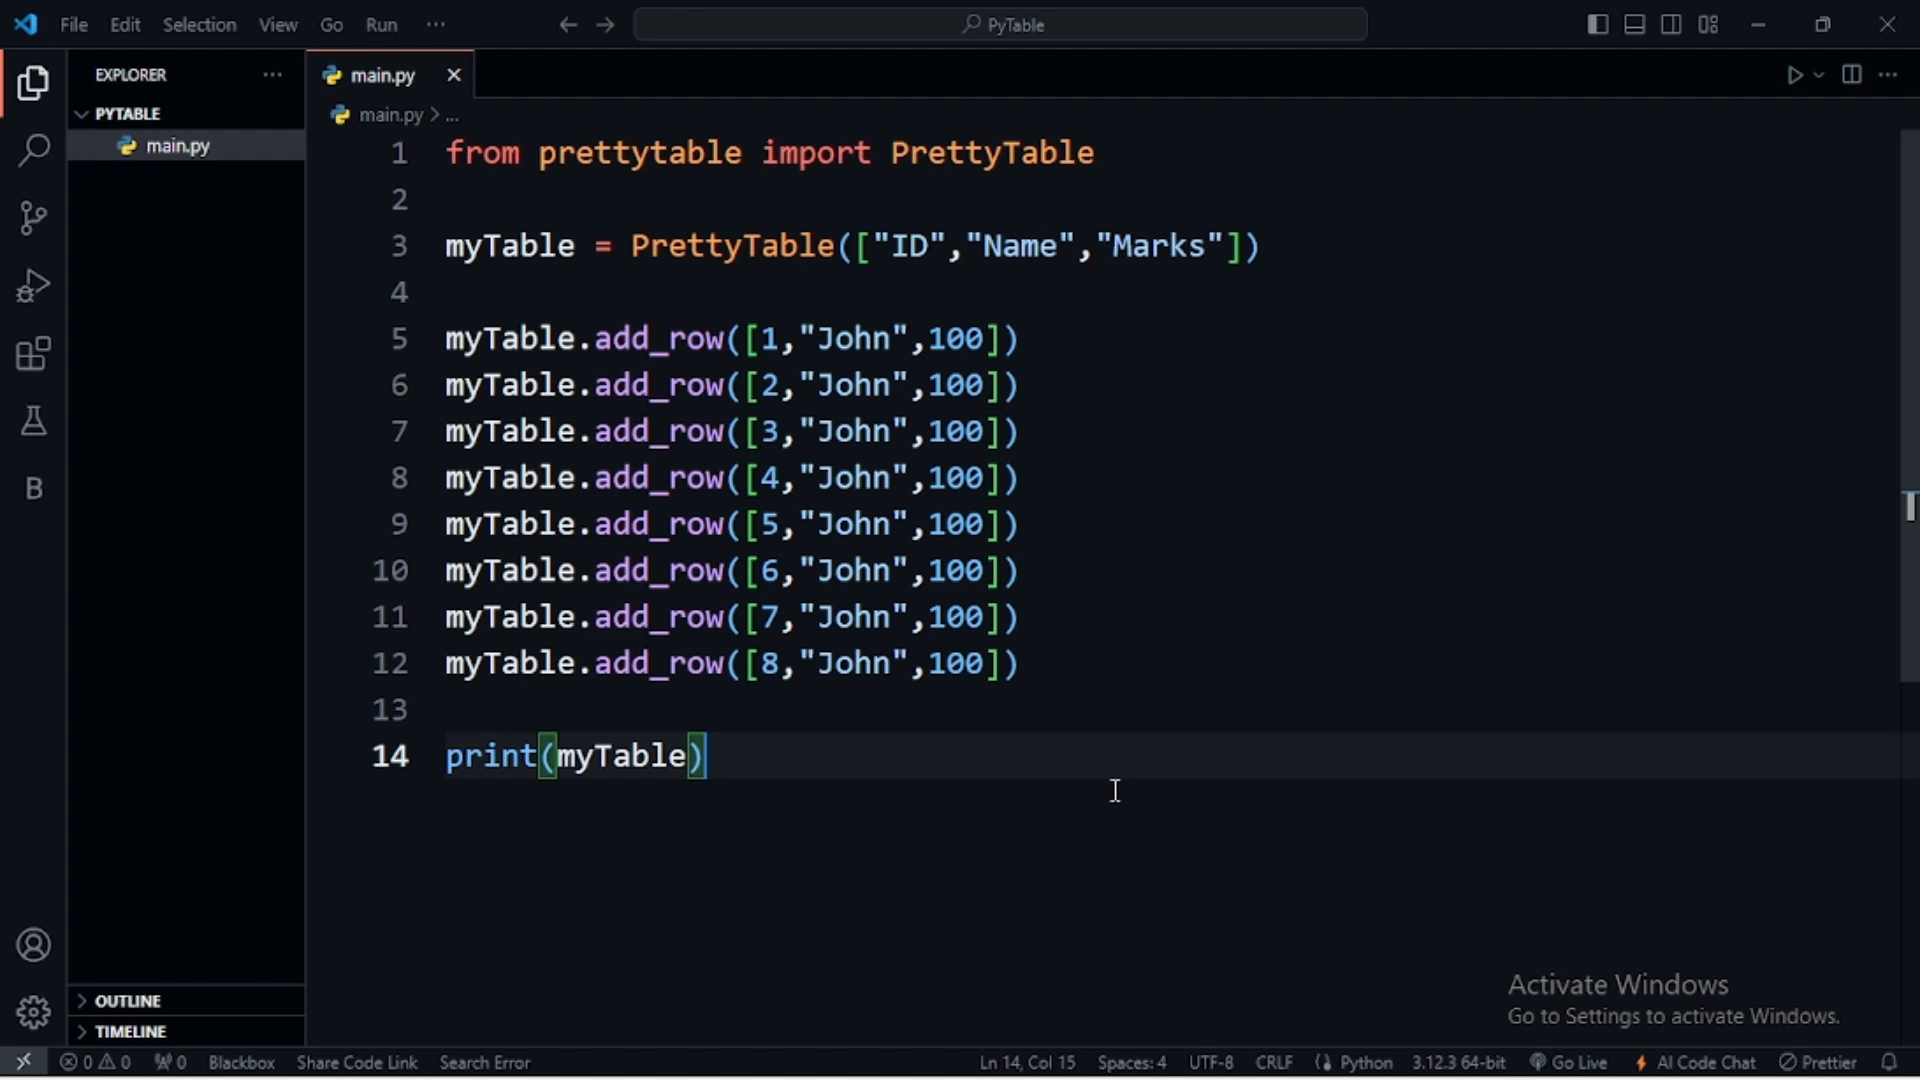 File Edit Selection View Go Run ··· ← → PyTable
EXPLORER ···
PYTABLE
main.py
main.py ×
main.py > ...
1 from prettytable import PrettyTable
2
3 myTable = PrettyTable(["ID","Name","Marks"])
4
5 myTable.add_row([1,"John",100])
6 myTable.add_row([2,"John",100])
7 myTable.add_row([3,"John",100])
8 myTable.add_row([4,"John",100])
9 myTable.add_row([5,"John",100])
10 myTable.add_row([6,"John",100])
11 myTable.add_row([7,"John",100])
12 myTable.add_row([8,"John",100])
13
14 print(myTable)
B
OUTLINE
TIMELINE
Activate Windows
Go to Settings to activate Windows.
0 0 0 Blackbox Share Code Link Search Error Ln 14, Col 15 Spaces: 4 UTF-8 CRLF Python 3.12.3 64-bit Go Live AI Code Chat Prettier